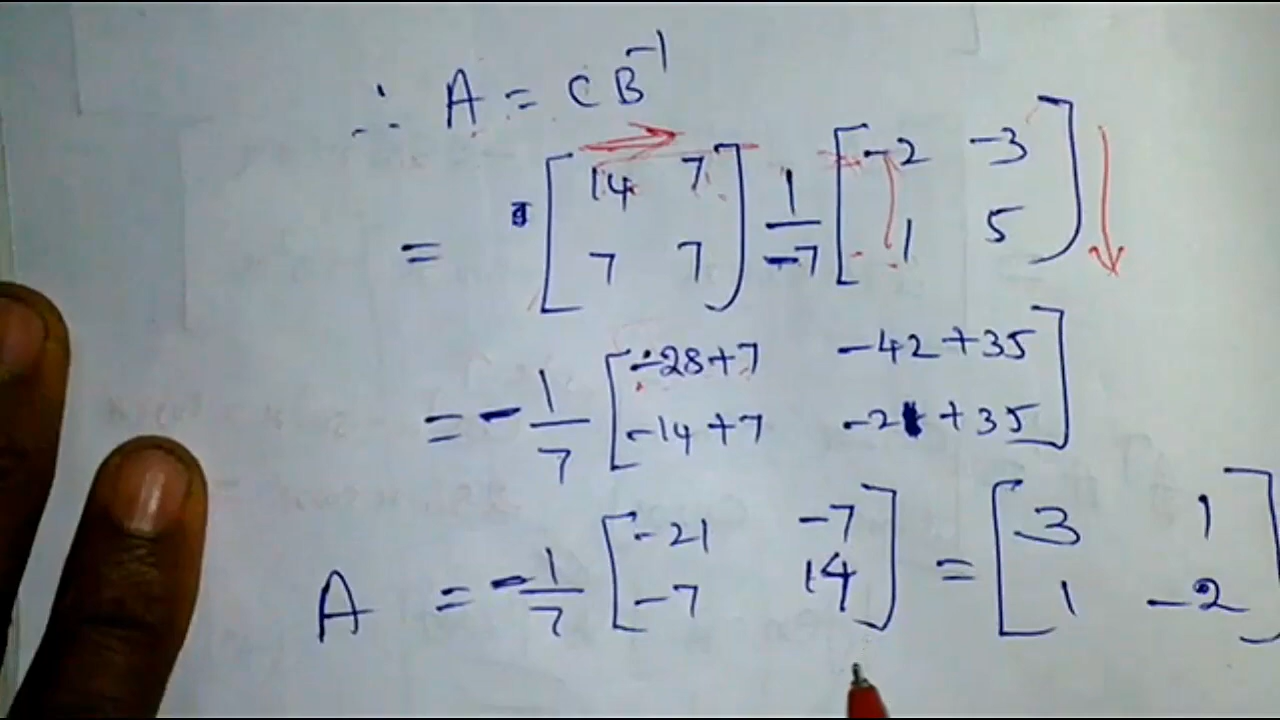 ∴ A = CB⁻¹
= [14 7; 7 7] 1/-7 [-2 -3; 1 5]
= -1/7 [-28+7 -42+35; -14+7 -21+35]
A = -1/7 [-21 -7; -7 14] = [3 1; 1 -2]